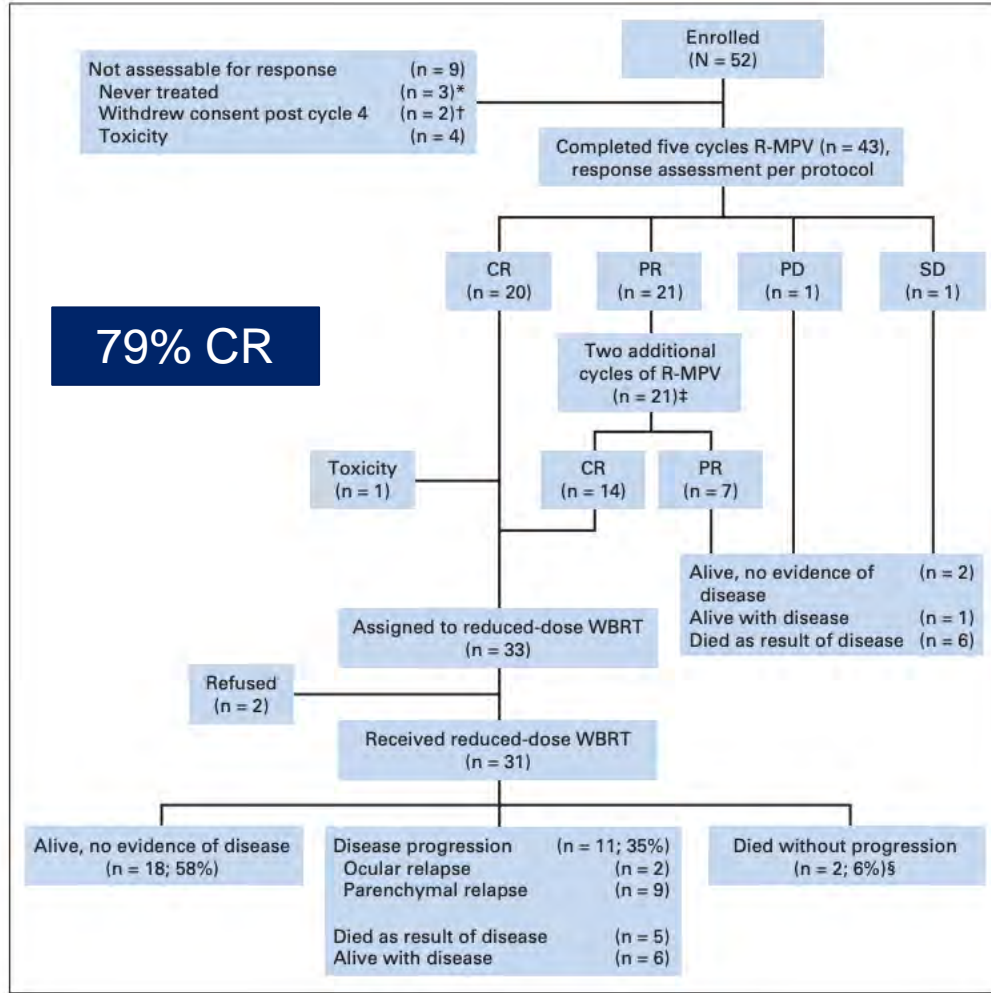 Enrolled
(N = 52)
Not assessable for response (n = 9)
Never treated (n = 3)*
Withdrew consent post cycle 4 (n = 2)†
Toxicity (n = 4)
Completed five cycles R-MPV (n = 43),
response assessment per protocol
CR
(n = 20)
PR
(n = 21)
PD
(n = 1)
SD
(n = 1)
79% CR
Two additional
cycles of R-MPV
(n = 21)‡
Toxicity
(n = 1)
CR
(n = 14)
PR
(n = 7)
Alive, no evidence of (n = 2)
disease
Alive with disease (n = 1)
Died as result of disease (n = 6)
Assigned to reduced-dose WBRT
(n = 33)
Refused
(n = 2)
Received reduced-dose WBRT
(n = 31)
Alive, no evidence of disease
(n = 18; 58%)
Disease progression (n = 11; 35%)
Ocular relapse (n = 2)
Parenchymal relapse (n = 9)
Died as result of disease (n = 5)
Alive with disease (n = 6)
Died without progression
(n = 2; 6%)§